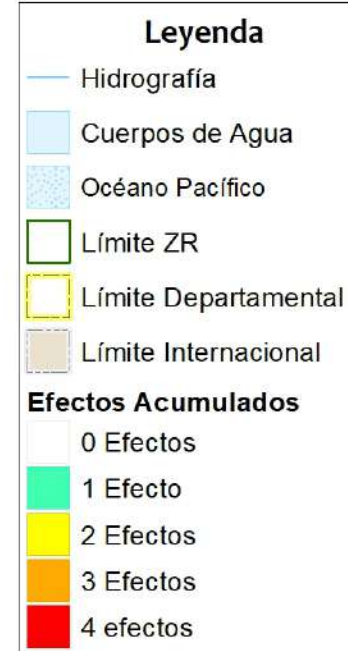 Leyenda
Hidrografía
Cuerpos de Agua
Océano Pacífico
Límite ZR
Límite Departamental
Límite Internacional
Efectos Acumulados
0 Efectos
1 Efecto
2 Efectos
3 Efectos
4 efectos